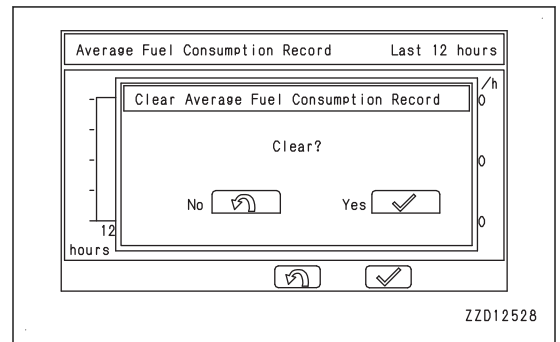 Average Fuel Consumption Record Last 12 hours
/h
Clear Average Fuel Consumption Record
0
Clear?
0
No Yes
0
12
hours
ZZD12528